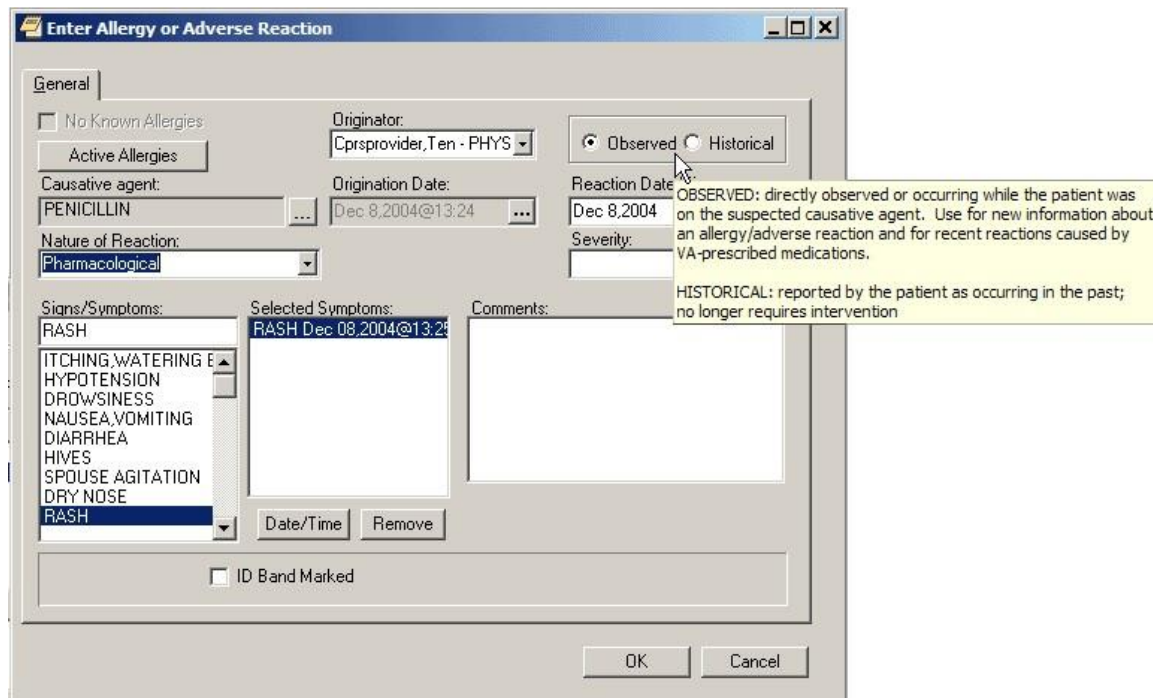 Enter Allergy or Adverse Reaction
General
No Known Allergies
Active Allergies
Originator:
Cprsprovider,Ten - PHYS
Observed
Historical
Causative agent:
PENICILLIN
...
Origination Date:
Dec 8,2004@13:24
...
Reaction Date
Dec 8,2004
OBSERVED: directly observed or occurring while the patient was
on the suspected causative agent. Use for new information about
an allergy/adverse reaction and for recent reactions caused by
VA-prescribed medications.
HISTORICAL: reported by the patient as occurring in the past;
no longer requires intervention
Nature of Reaction:
Pharmacological
Severity:
Signs/Symptoms:
RASH
ITCHING,WATERING
HYPOTENSION
DROWSINESS
NAUSEA,VOMITING
DIARRHEA
HIVES
SPOUSE AGITATION
DRY NOSE
RASH
Selected Symptoms:
RASH Dec 08,2004@13:25
Comments:
Date/Time
Remove
ID Band Marked
OK
Cancel